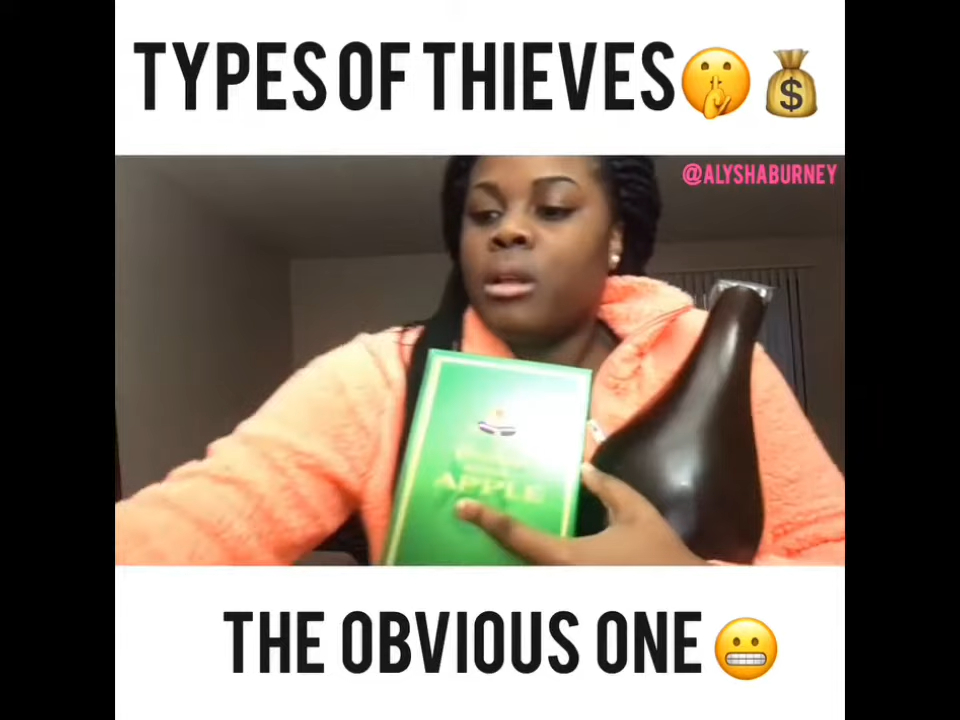 TYPES OF THIEVES🤫💰
@ALYSHABURNEY
APPLE
THE OBVIOUS ONE😬